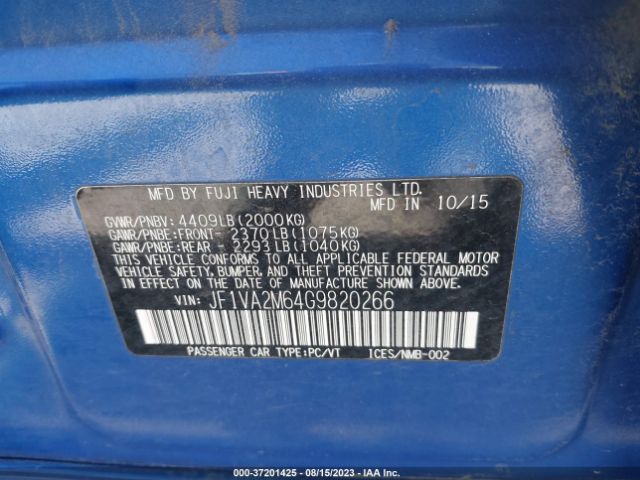 MFD BY FUJI HEAVY INDUSTRIES LTD.
MFD IN 10/15
GVWR/PNBV: 4409LB(2000KG)
GAWR/PNBE:FRONT- 2370LB(1075KG)
GAWR/PNBE:REAR - 2293LB(1040KG)
THIS VEHICLE CONFORMS TO ALL APPLICABLE FEDERAL MOTOR
VEHICLE SAFETY, BUMPER, AND THEFT PREVENTION STANDARDS
IN EFFECT ON THE DATE OF MANUFACTURE SHOWN ABOVE.
VIN: JF1VA2M64G9820266
PASSENGER CAR TYPE:PC/VT ICES/NMB-002
000-37201425 - 08/15/2023 - IAA Inc.